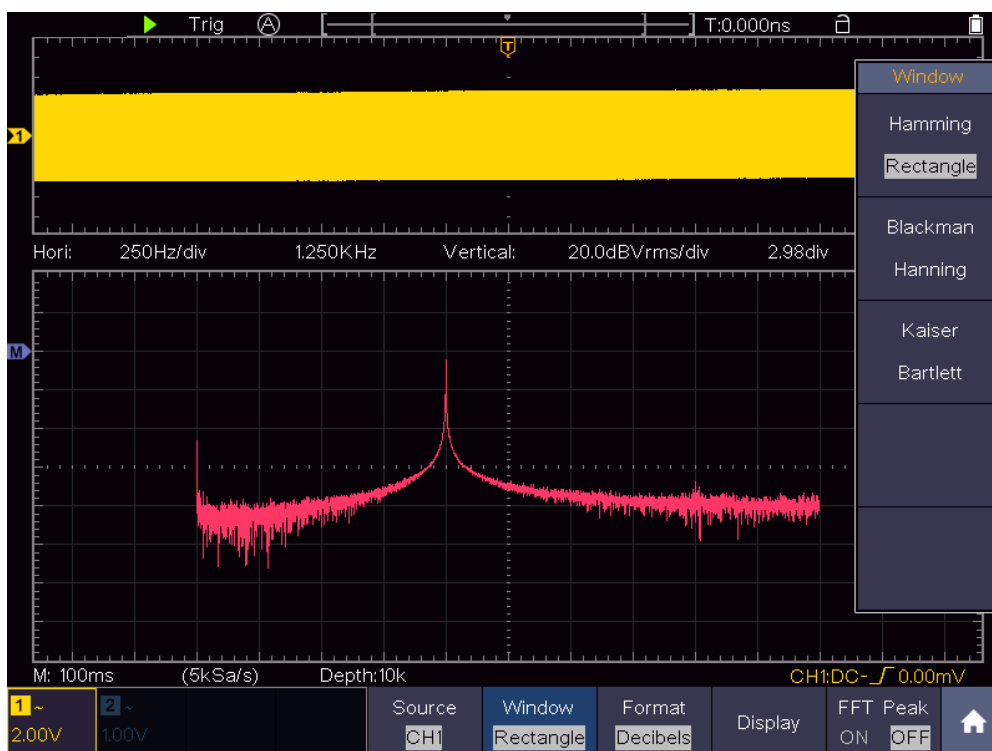 Trig A T:0.000ns
T
Window
1
Hamming
Rectangle
Blackman
Hanning
Kaiser
Bartlett
Hori: 250Hz/div 1.250KHz Vertical: 20.0dBVrms/div 2.98div
M
M: 100ms (5kSa/s) Depth:10k CH1:DC- 0.00mV
1 ~ 2 ~ Source Window Format Display FFT Peak
2.00V 1.00V CH1 Rectangle Decibels ON OFF